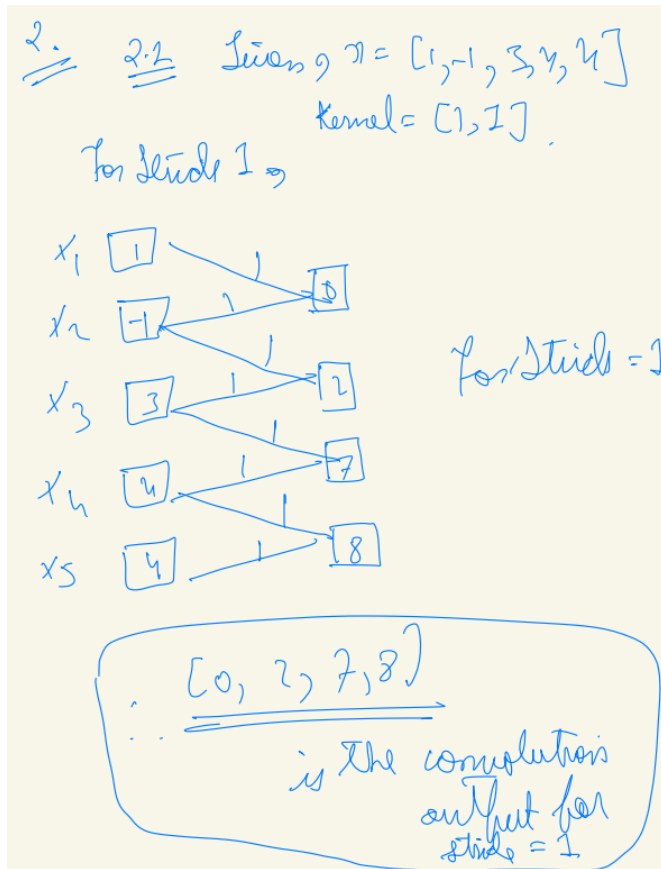 2. 2.1 Given, x = [1, -1, 3, 4, 4]
Kernel = [1, 1].
For Stride 1,
x1 1 1
1 0
x2 -1 1
1 2
For Stride = 1
x3 3 1
1 7
x4 4 1
1 8
x5 4
∴ [0, 2, 7, 8]
is the convolution
output for
stride = 1